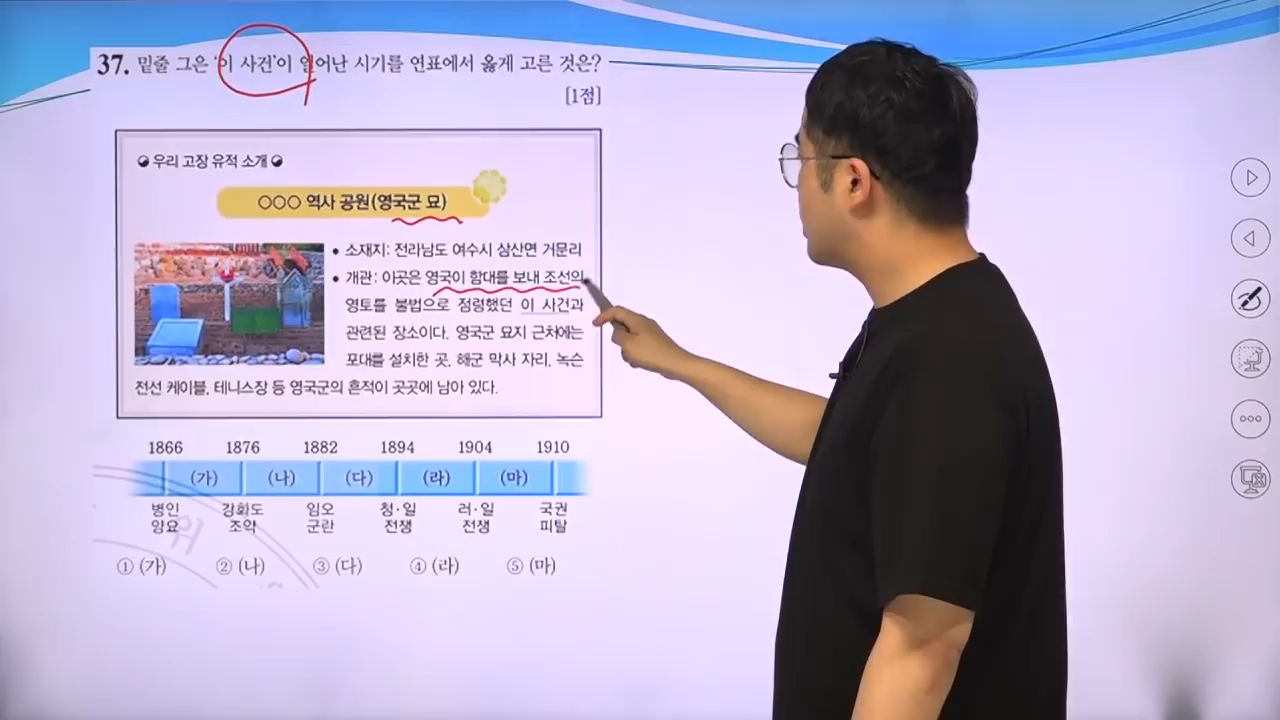 37. 밑줄 그은 '이 사건'이 일어난 시기를 연표에서 옳게 고른 것은?
[1점]
우리 고장 유적 소개
○○○ 역사 공원(영국군 묘)
• 소재지: 전라남도 여수시 삼산면 거문리
• 개관: 이곳은 영국이 함대를 보내 조선의
영토를 불법으로 점령했던 이 사건과
관련된 장소이다. 영국군 묘지 근처에는
포대를 설치한 곳, 해군 막사 자리, 녹슨
전선 케이블, 테니스장 등 영국군의 흔적이 곳곳에 남아 있다.
1866 1876 1882 1894 1904 1910
(가) (나) (다) (라) (마)
병인 강화도 임오 청·일 러·일 국권
양요 조약 군란 전쟁 전쟁 피탈
① (가) ② (나) ③ (다) ④ (라) ⑤ (마)
위